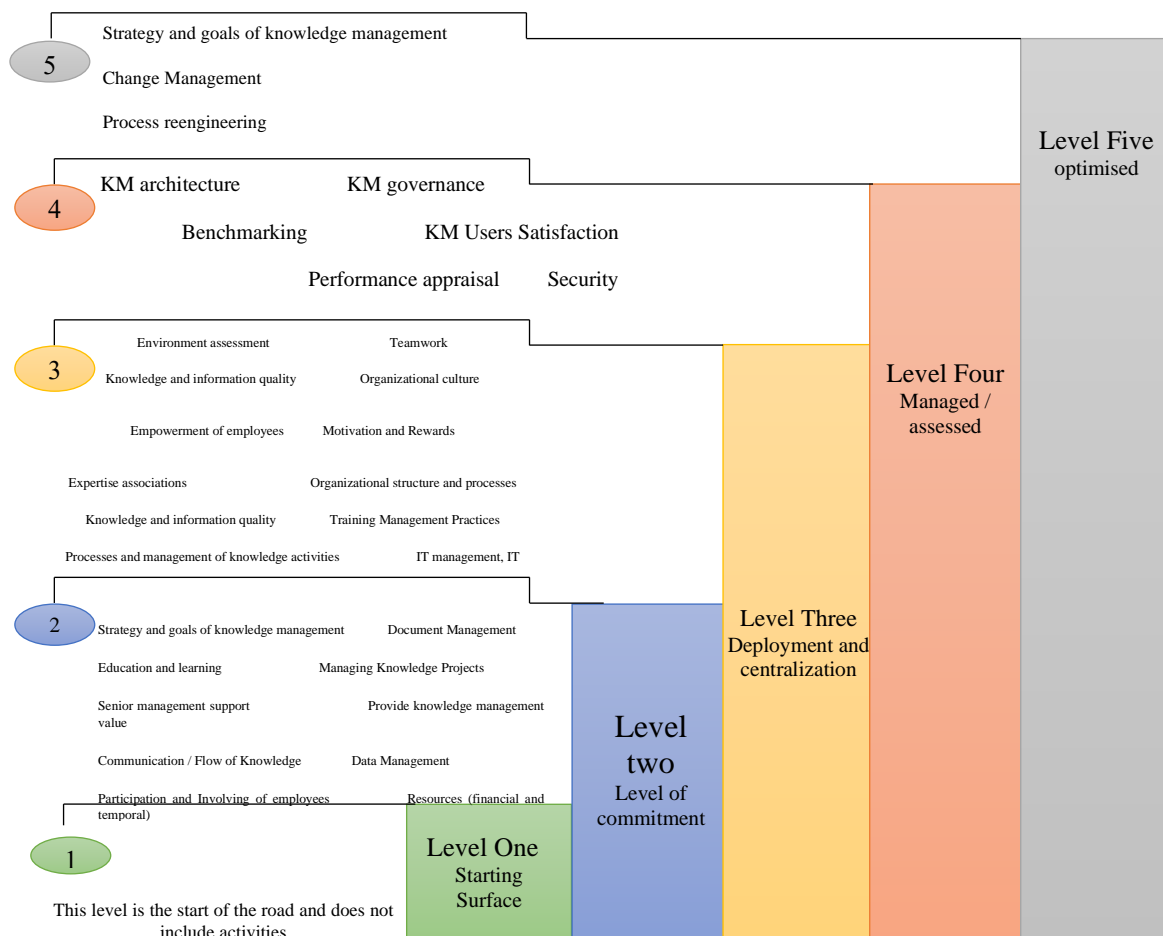 5
Strategy and goals of knowledge management
Change Management
Process reengineering
Level Five
optimised
4
KM architecture KM governance
Benchmarking KM Users Satisfaction
Performance appraisal Security
Level Four
Managed /
assessed
3
Environment assessment Teamwork
Knowledge and information quality Organizational culture
Empowerment of employees Motivation and Rewards
Expertise associations Organizational structure and processes
Knowledge and information quality Training Management Practices
Processes and management of knowledge activities IT management, IT
Level Three
Deployment and
centralization
2
Strategy and goals of knowledge management Document Management
Education and learning Managing Knowledge Projects
Senior management support Provide knowledge management
value
Communication / Flow of Knowledge Data Management
Participation and Involving of employees Resources (financial and
temporal)
Level
two
Level of
commitment
1
Level One
Starting
Surface
This level is the start of the road and does not
include activities